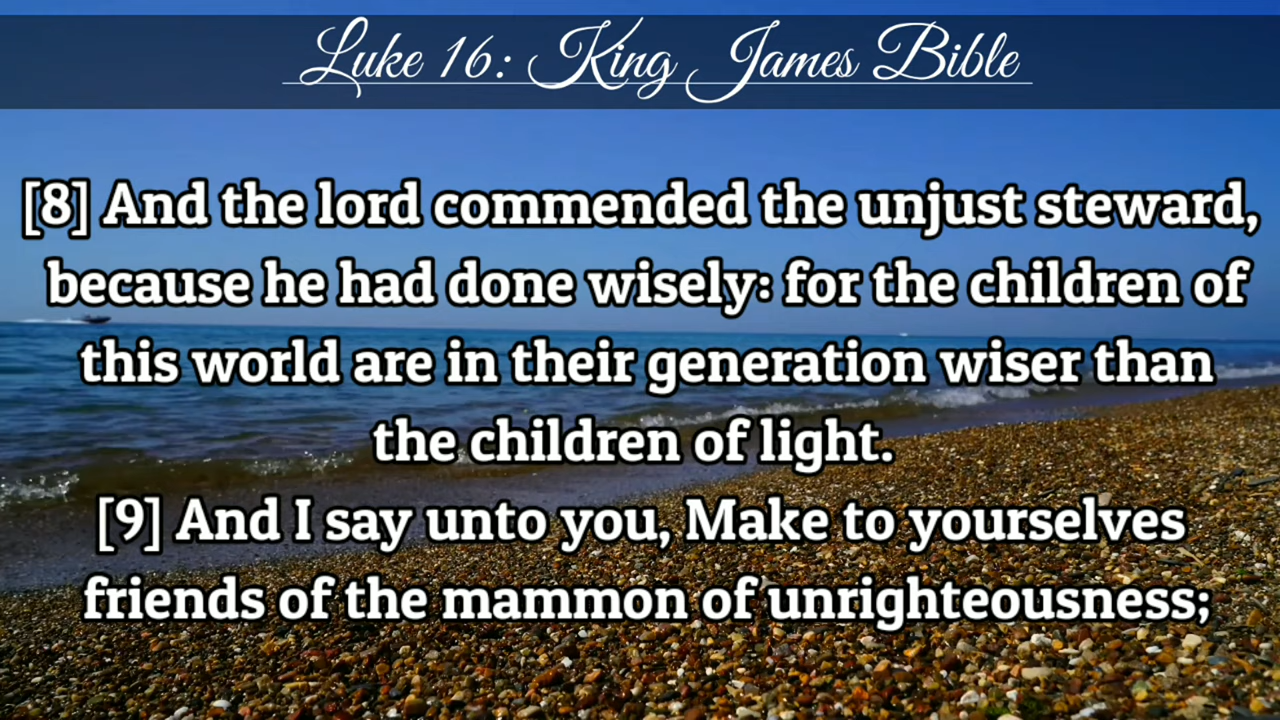 Luke 16: King James Bible
[8] And the lord commended the unjust steward,
because he had done wisely: for the children of
this world are in their generation wiser than
the children of light.
[9] And I say unto you, Make to yourselves
friends of the mammon of unrighteousness;